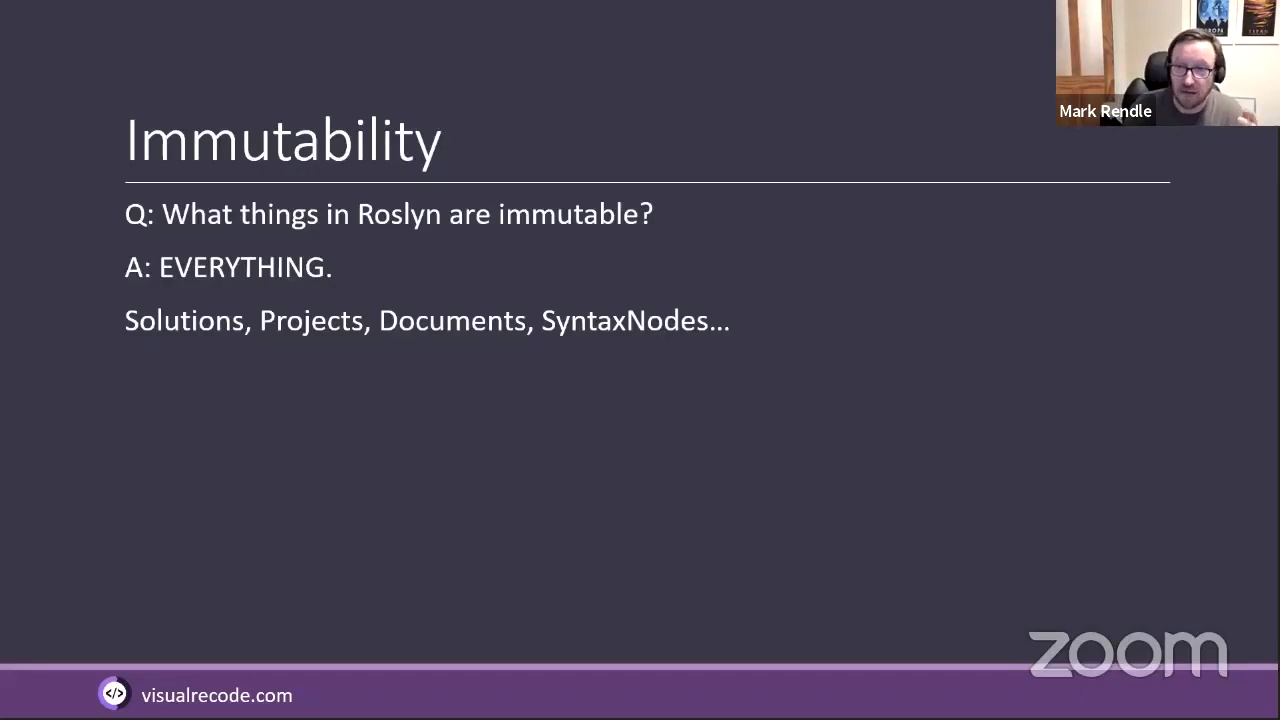 Immutability
Q: What things in Roslyn are immutable?
A: EVERYTHING.
Solutions, Projects, Documents, SyntaxNodes…
Mark Rendle
zoom
</> visualrecode.com